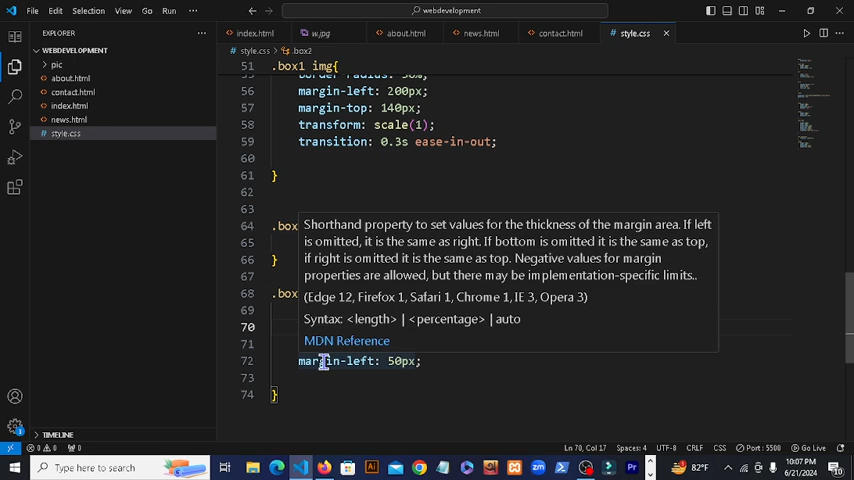 File Edit Selection View Go Run ... webdevelopment
EXPLORER ... index.html w.jpg about.html news.html contact.html # style.css
# style.css > .box2
WEBDEVELOPMENT
pic
about.html
contact.html
index.html
news.html
# style.css
51 .box1 img{
55 border-radius: 50%;
56 margin-left: 200px;
57 margin-top: 140px;
58 transform: scale(1);
59 transition: 0.3s ease-in-out;
60
61 }
62
63
64 .box
65
66 }
67
68 .box
69
70
71
72 margin-left: 50px;
73
74 }
Shorthand property to set values for the thickness of the margin area. If left
is omitted, it is the same as right. If bottom is omitted it is the same as top,
if right is omitted it is the same as top. Negative values for margin
properties are allowed, but there may be implementation-specific limits..
(Edge 12, Firefox 1, Safari 1, Chrome 1, IE 3, Opera 3)
Syntax: <length> | <percentage> | auto
MDN Reference
TIMELINE
0 0 0 Ln 70, Col 17 Spaces: 4 UTF-8 CRLF CSS Port : 5500 Go Live
Type here to search 82°F 10:07 PM
6/21/2024